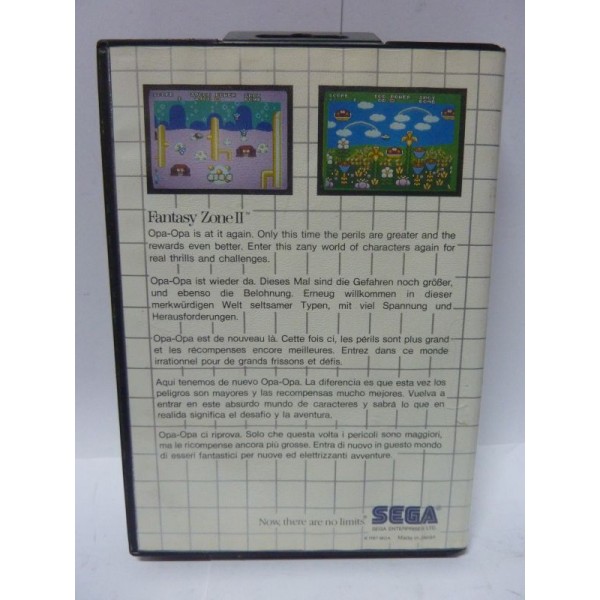 Fantasy Zone II™
Opa-Opa is at it again. Only this time the perils are greater and the
rewards even better. Enter this zany world of characters again for
real thrills and challenges.
Opa-Opa ist wieder da. Dieses Mal sind die Gefahren noch größer,
und ebenso die Belohnung. Erneug willkommen in dieser
merkwürdigen Welt seltsamer Typen, mit viel Spannung und
Herausforderungen.
Opa-Opa est de nouveau là. Cette fois ci, les périls sont plus grand
et les récompenses encore meilleures. Entrez dans ce monde
irrationnel pour de grands frissons et défis.
Aqui tenemos de nuevo Opa-Opa. La diferencia es que esta vez los
peligros son mayores y las recompensas mucho mejores. Vuelva a
entrar en este absurdo mundo de caracteres y sabrá lo que en
realida significa el desafio y la aventura.
Opa-Opa ci riprova. Solo che questa volta i pericoli sono maggiori,
ma le ricompense ancora più grosse. Entra di nuovo in questo mondo
di esseri fantastici per nuove ed elettrizzanti avventure.
Now, there are no limits
SEGA®
SEGA ENTERPRISES LTD.
Made in Japan